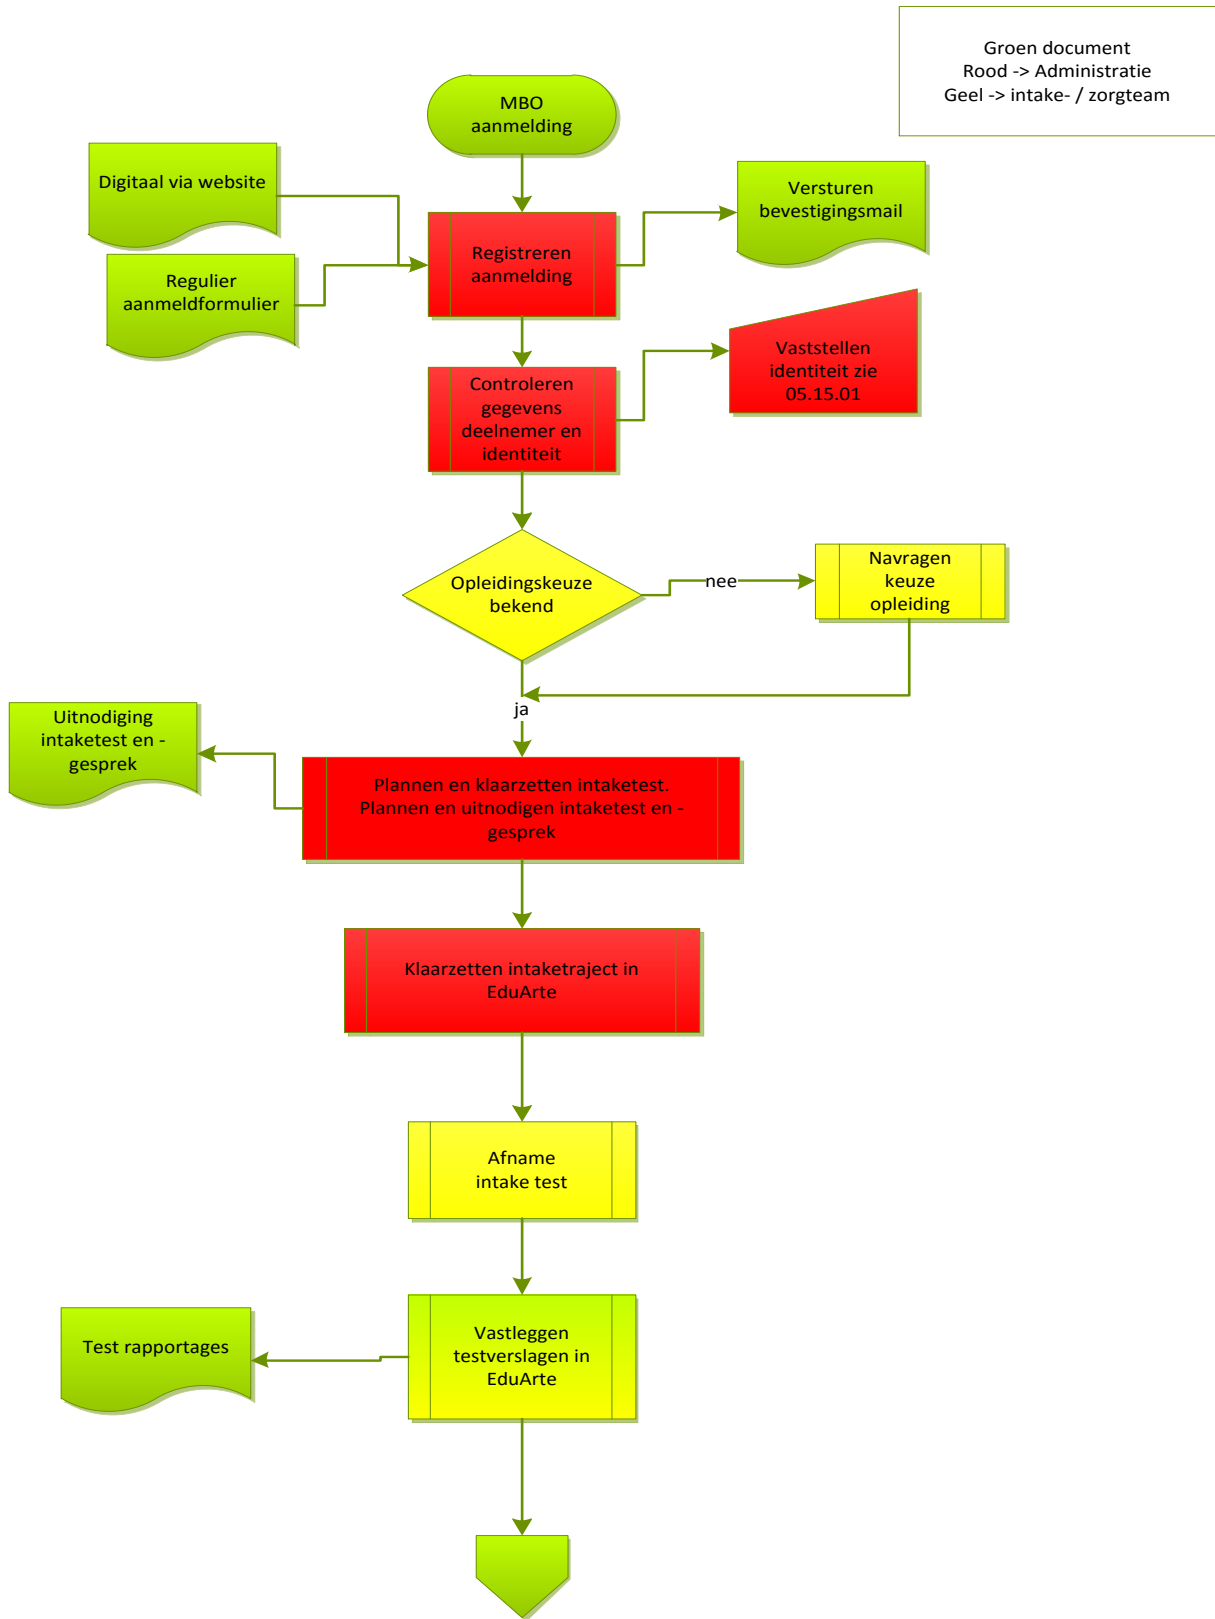 Groen document
Rood -> Administratie
Geel -> intake- / zorgteam
MBO
aanmelding
Digitaal via website
Regulier
aanmeldformulier
Registreren
aanmelding
Versturen
bevestigingsmail
Controleren
gegevens
deelnemer en
identiteit
Vaststellen
identiteit zie
05.15.01
Opleidingskeuze
bekend
nee
Navragen
keuze
opleiding
ja
Uitnodiging
intaketest en -
gesprek
Plannen en klaarzetten intaketest.
Plannen en uitnodigen intaketest en -
gesprek
Klaarzetten intaketraject in
EduArte
Afname
intake test
Test rapportages
Vastleggen
testverslagen in
EduArte